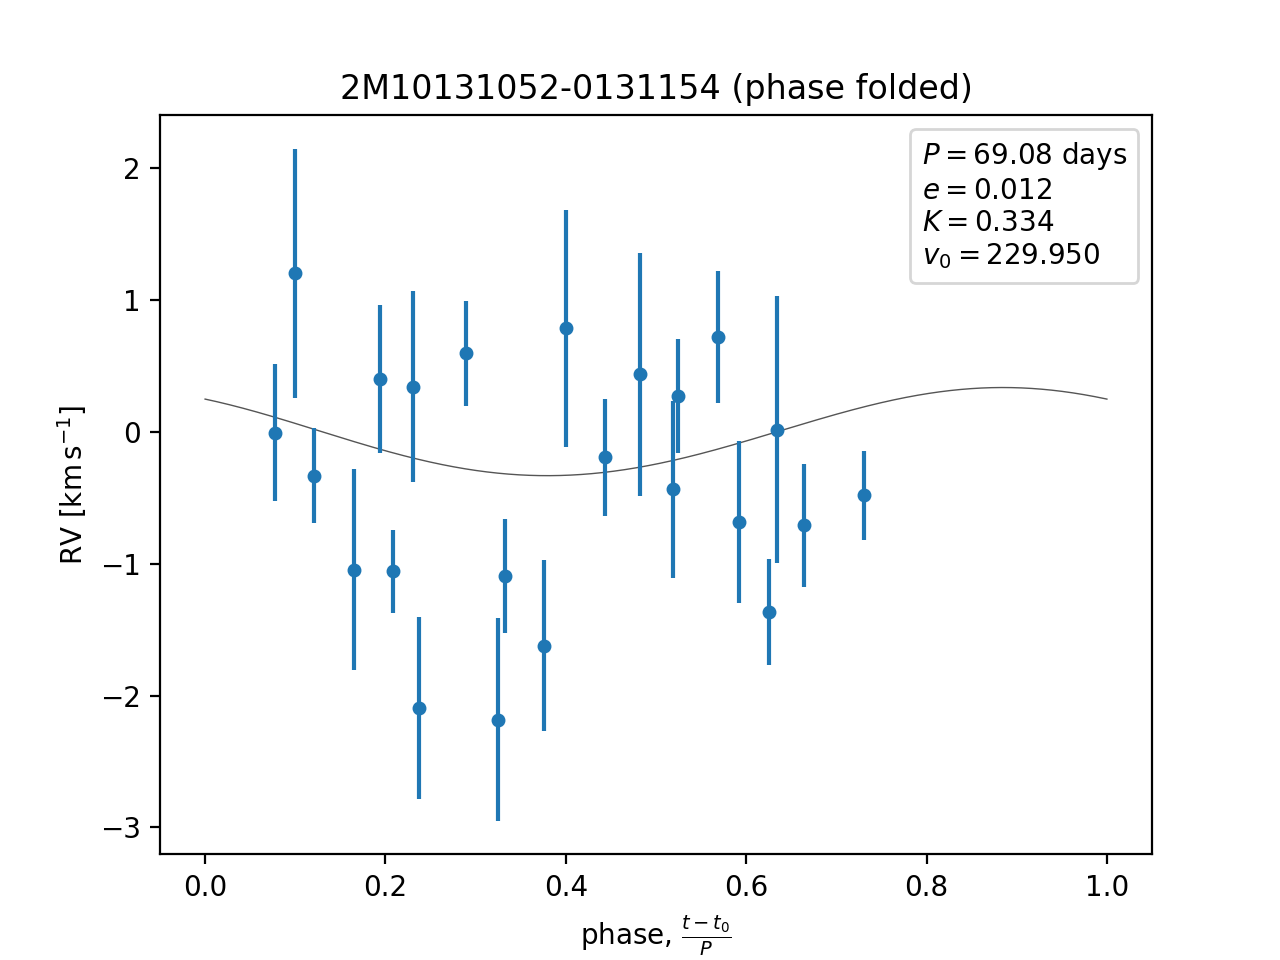 2M10131052-0131154 (phase folded)
P = 69.08 days
e = 0.012
K = 0.334
v₀ = 229.950
2
1
0
−1
−2
−3
RV [km s⁻¹]
0.0 0.2 0.4 0.6 0.8 1.0
phase, (t − t₀)/P